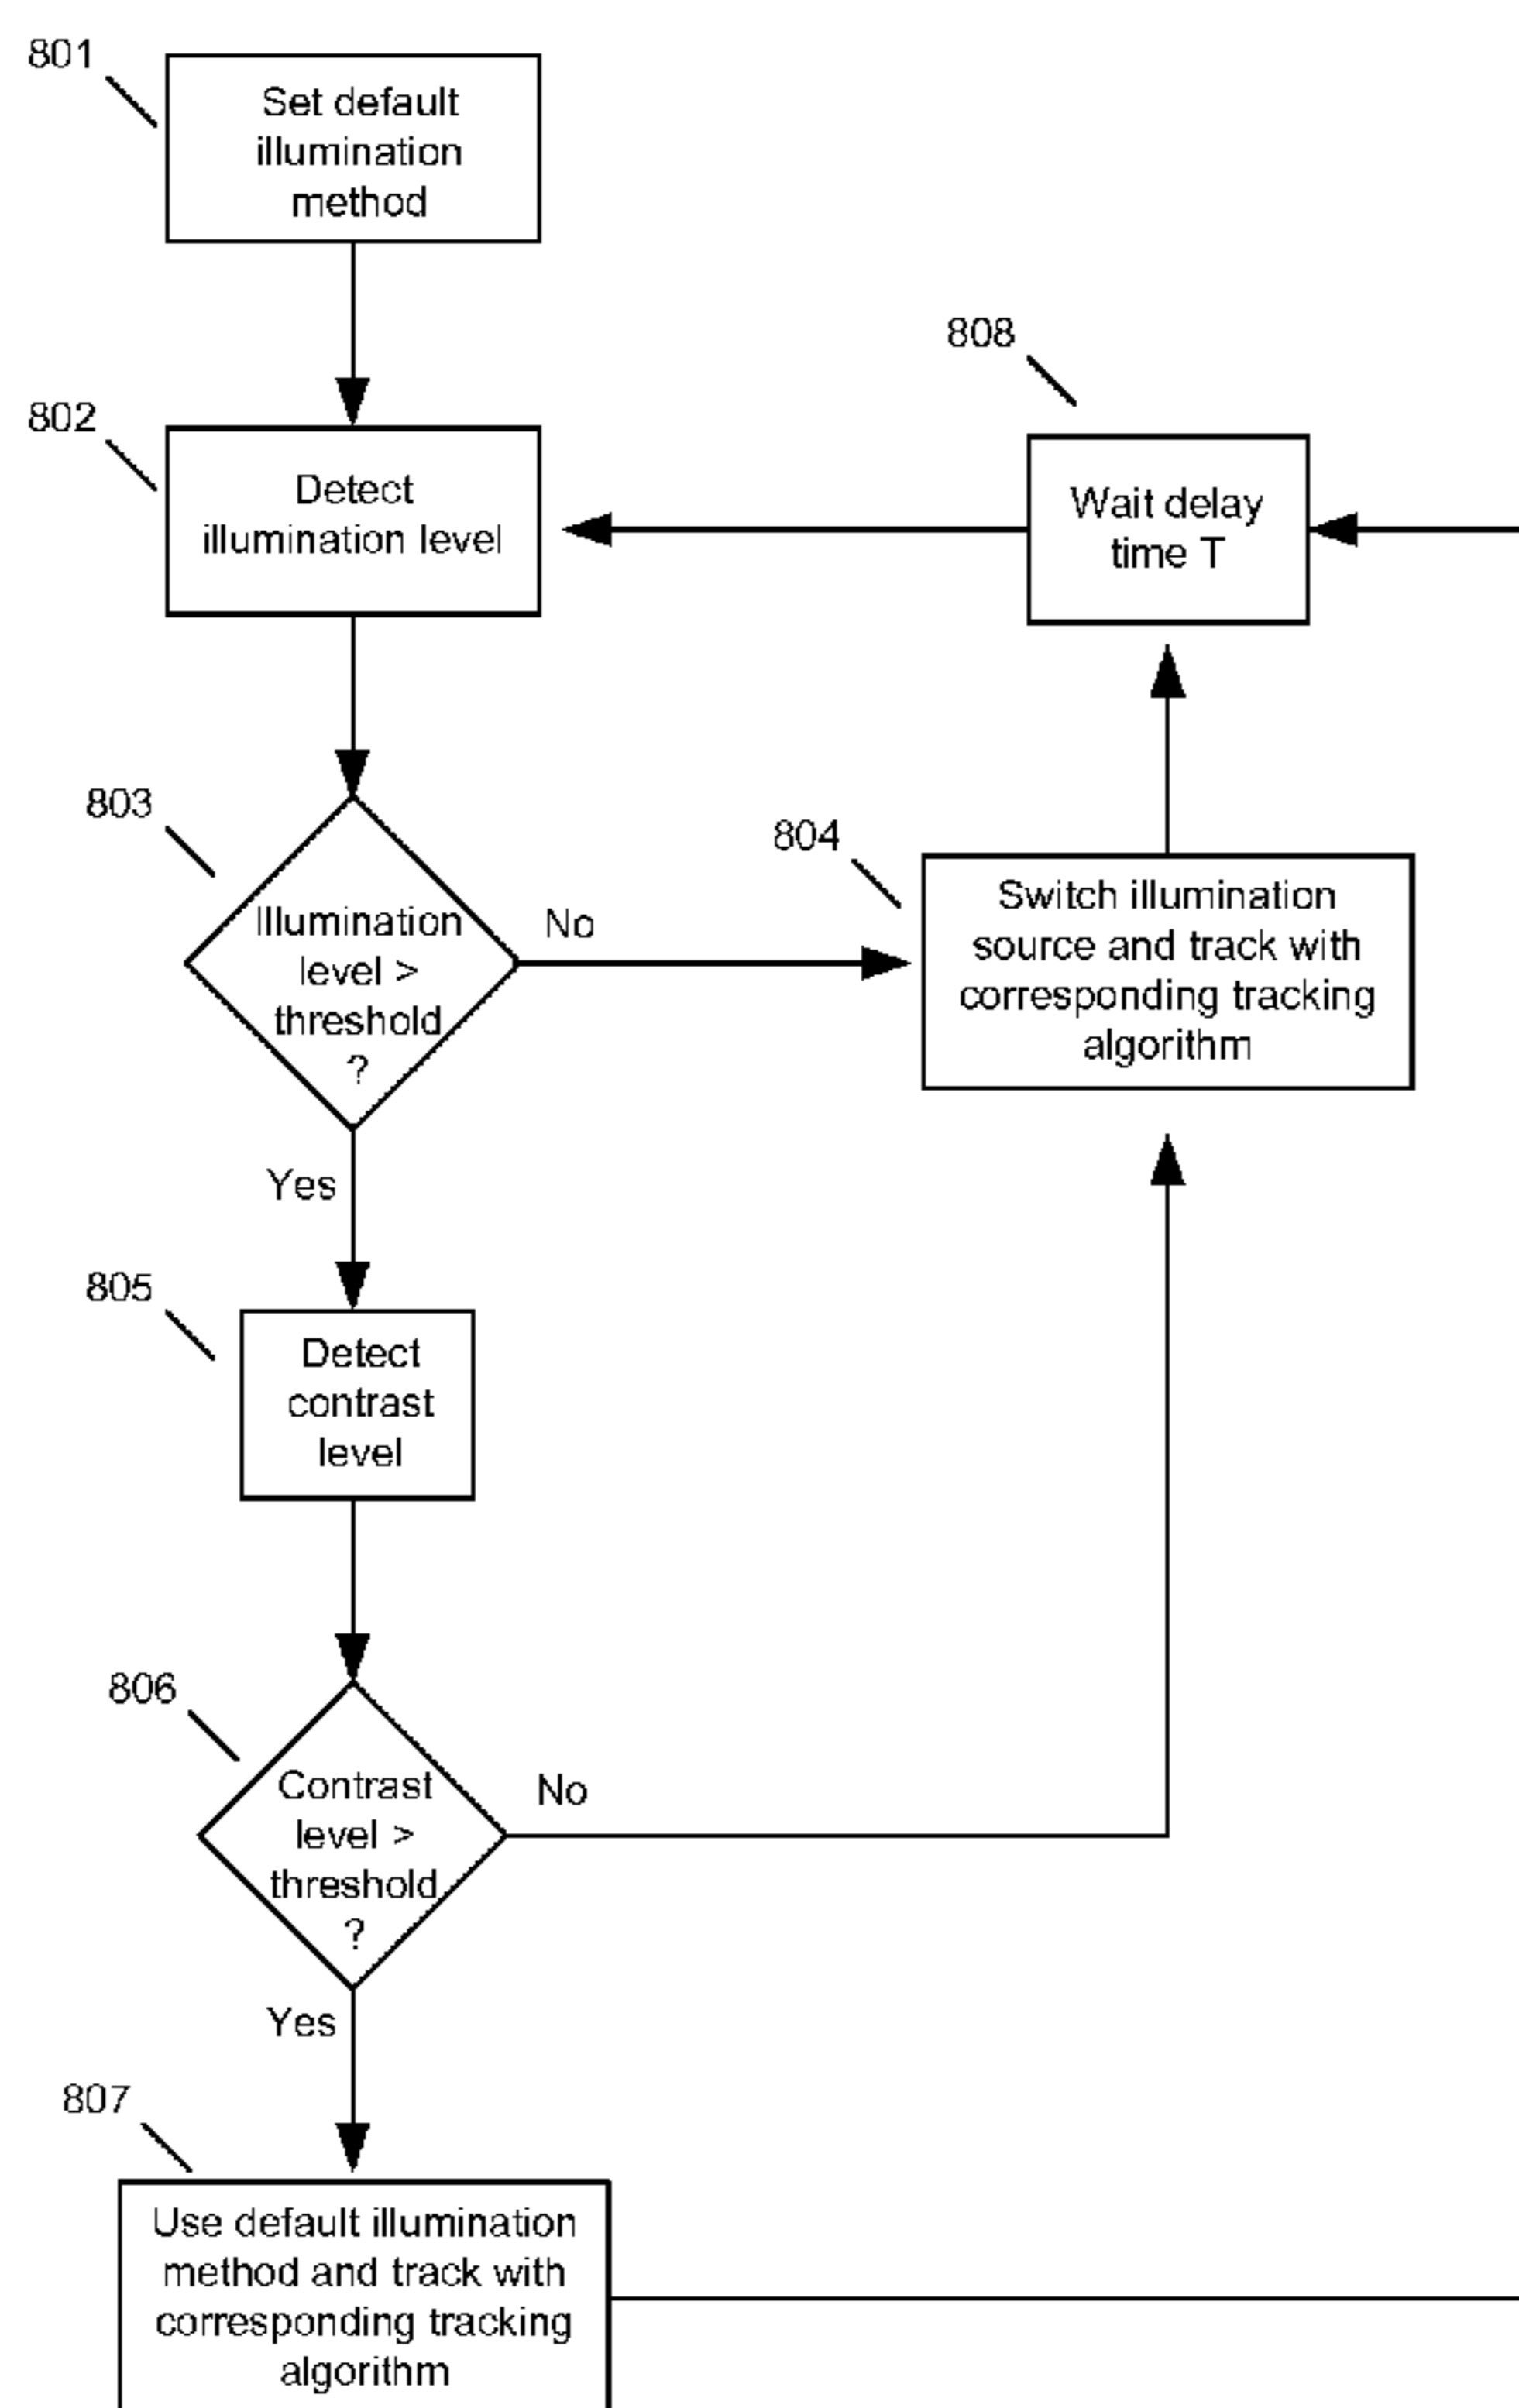 801
Set default
illumination
method
802
Detect
illumination level
808
Wait delay
time T
803
Illumination
level >
threshold
?
No
804
Switch illumination
source and track with
corresponding tracking
algorithm
Yes
805
Detect
contrast
level
806
Contrast
level >
threshold
?
No
Yes
807
Use default illumination
method and track with
corresponding tracking
algorithm